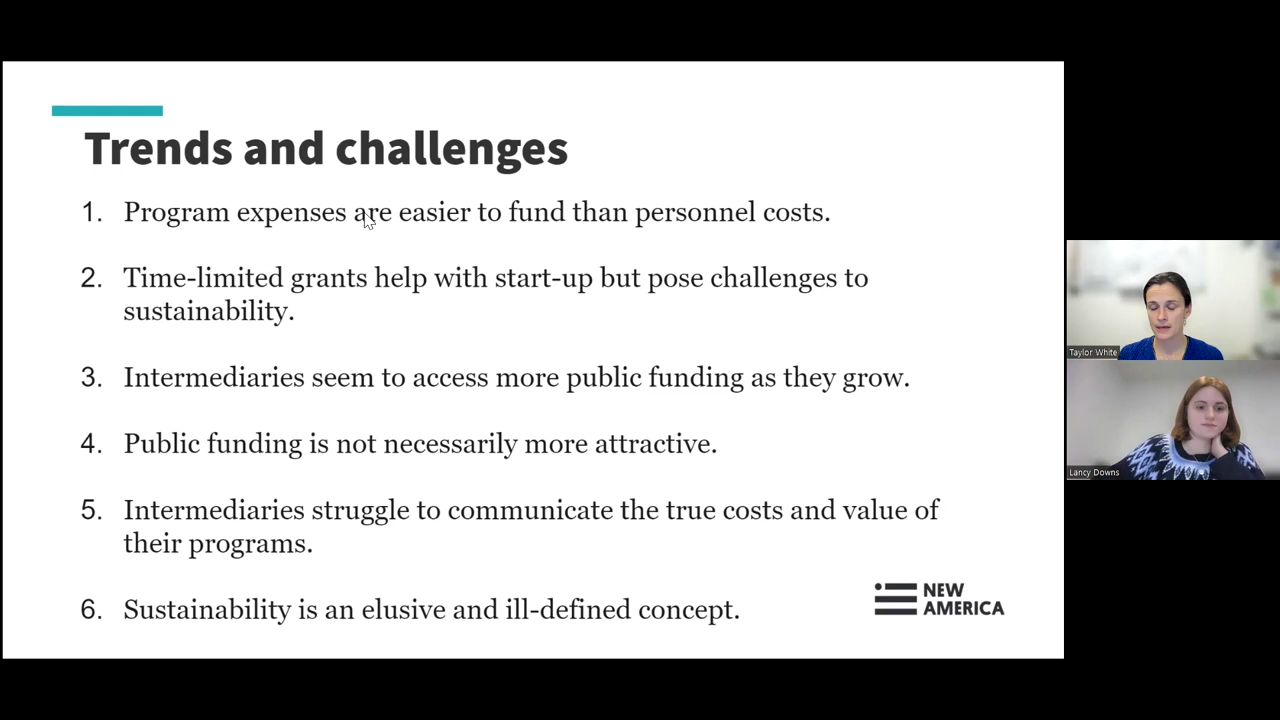 Trends and challenges
1. Program expenses are easier to fund than personnel costs.
2. Time-limited grants help with start-up but pose challenges to
sustainability.
3. Intermediaries seem to access more public funding as they grow.
4. Public funding is not necessarily more attractive.
5. Intermediaries struggle to communicate the true costs and value of
their programs.
6. Sustainability is an elusive and ill-defined concept.
NEW
AMERICA
Taylor White
Lancy Downs